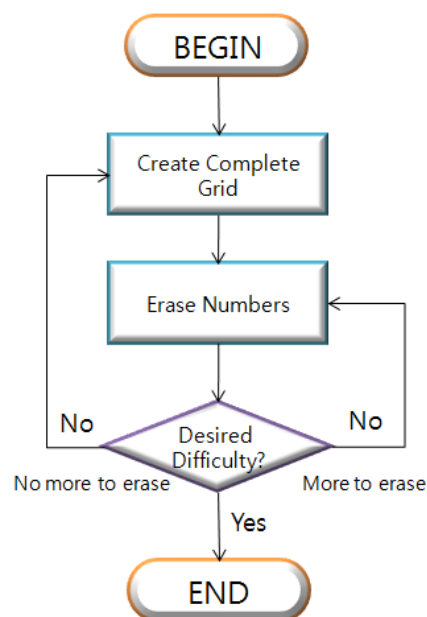 BEGIN
Create Complete
Grid
Erase Numbers
No
No
Desired
Difficulty?
No more to erase
More to erase
Yes
END